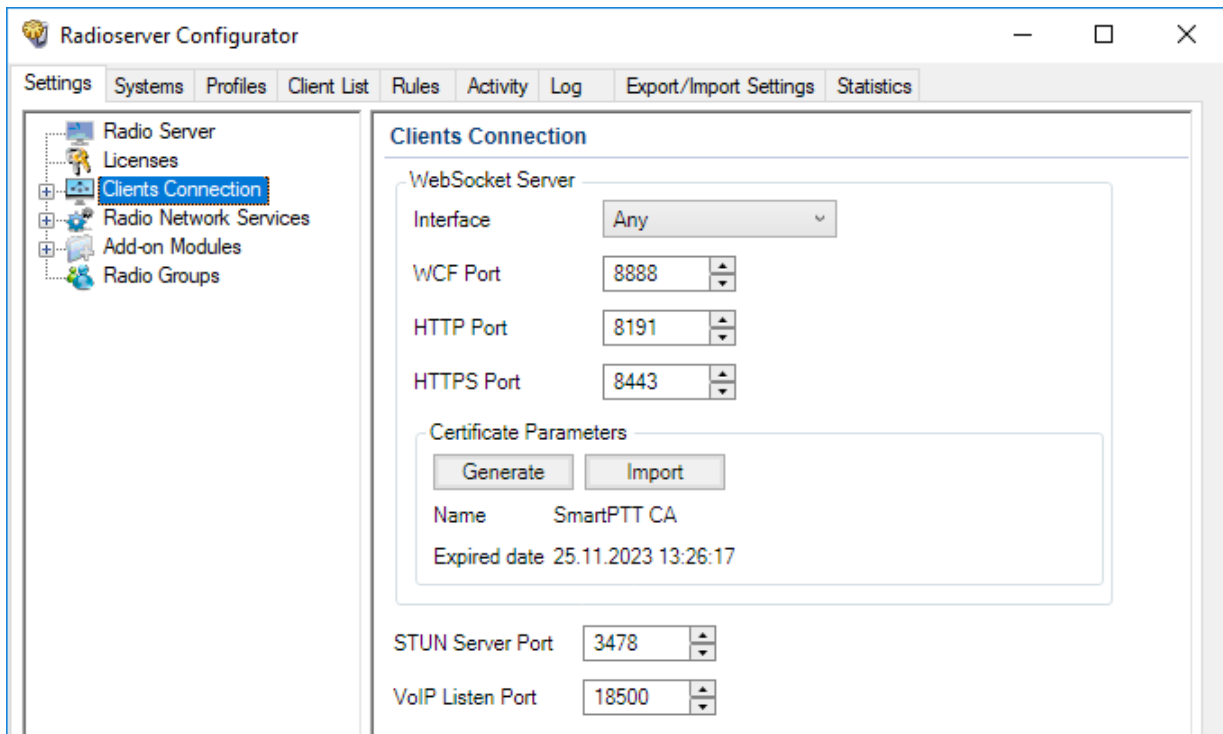 Radioserver Configurator
Settings Systems Profiles Client List Rules Activity Log Export/Import Settings Statistics
Radio Server
Licenses
Clients Connection
Radio Network Services
Add-on Modules
Radio Groups
Clients Connection
WebSocket Server
Interface Any
WCF Port 8888
HTTP Port 8191
HTTPS Port 8443
Certificate Parameters
Generate Import
Name SmartPTT CA
Expired date 25.11.2023 13:26:17
STUN Server Port 3478
VoIP Listen Port 18500